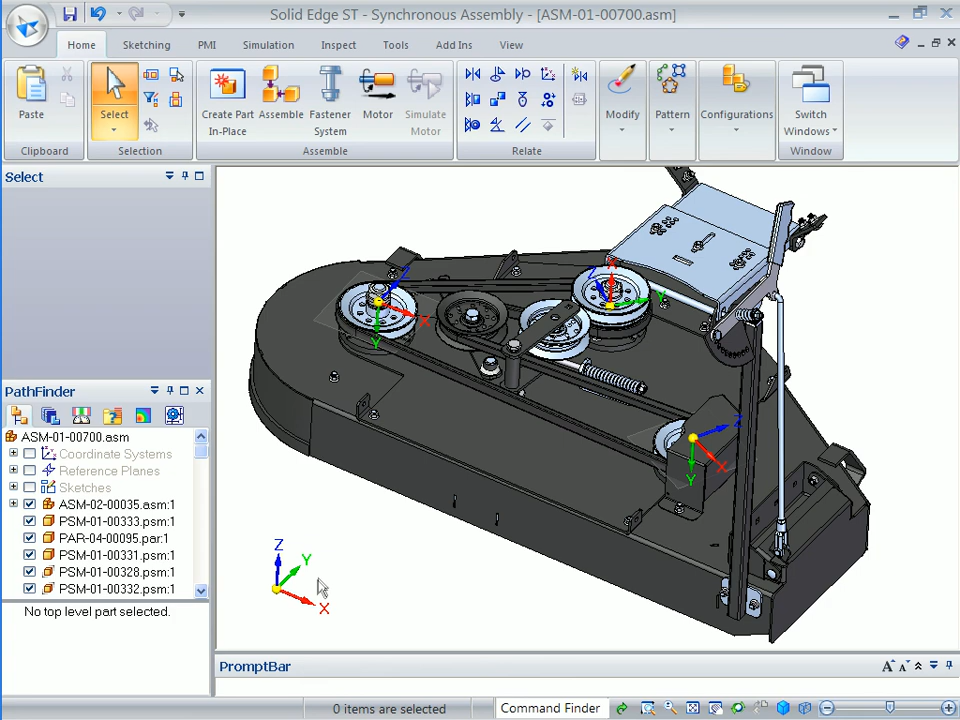 Solid Edge ST - Synchronous Assembly - [ASM-01-00700.asm]
Home Sketching PMI Simulation Inspect Tools Add Ins View
Paste Select Create Part In-Place Assemble Fastener System Motor Simulate Motor Modify Pattern Configurations Switch Windows
Clipboard Selection Assemble Relate Window
Select
Z X Y
Z X Y
Z X Y
PathFinder
ASM-01-00700.asm
Coordinate Systems
Reference Planes
Sketches
ASM-02-00035.asm:1
PSM-01-00333.psm:1
PAR-04-00095.par:1
PSM-01-00331.psm:1
PSM-01-00328.psm:1
PSM-01-00332.psm:1
Z Y X
No top level part selected.
PromptBar
0 items are selected
Command Finder